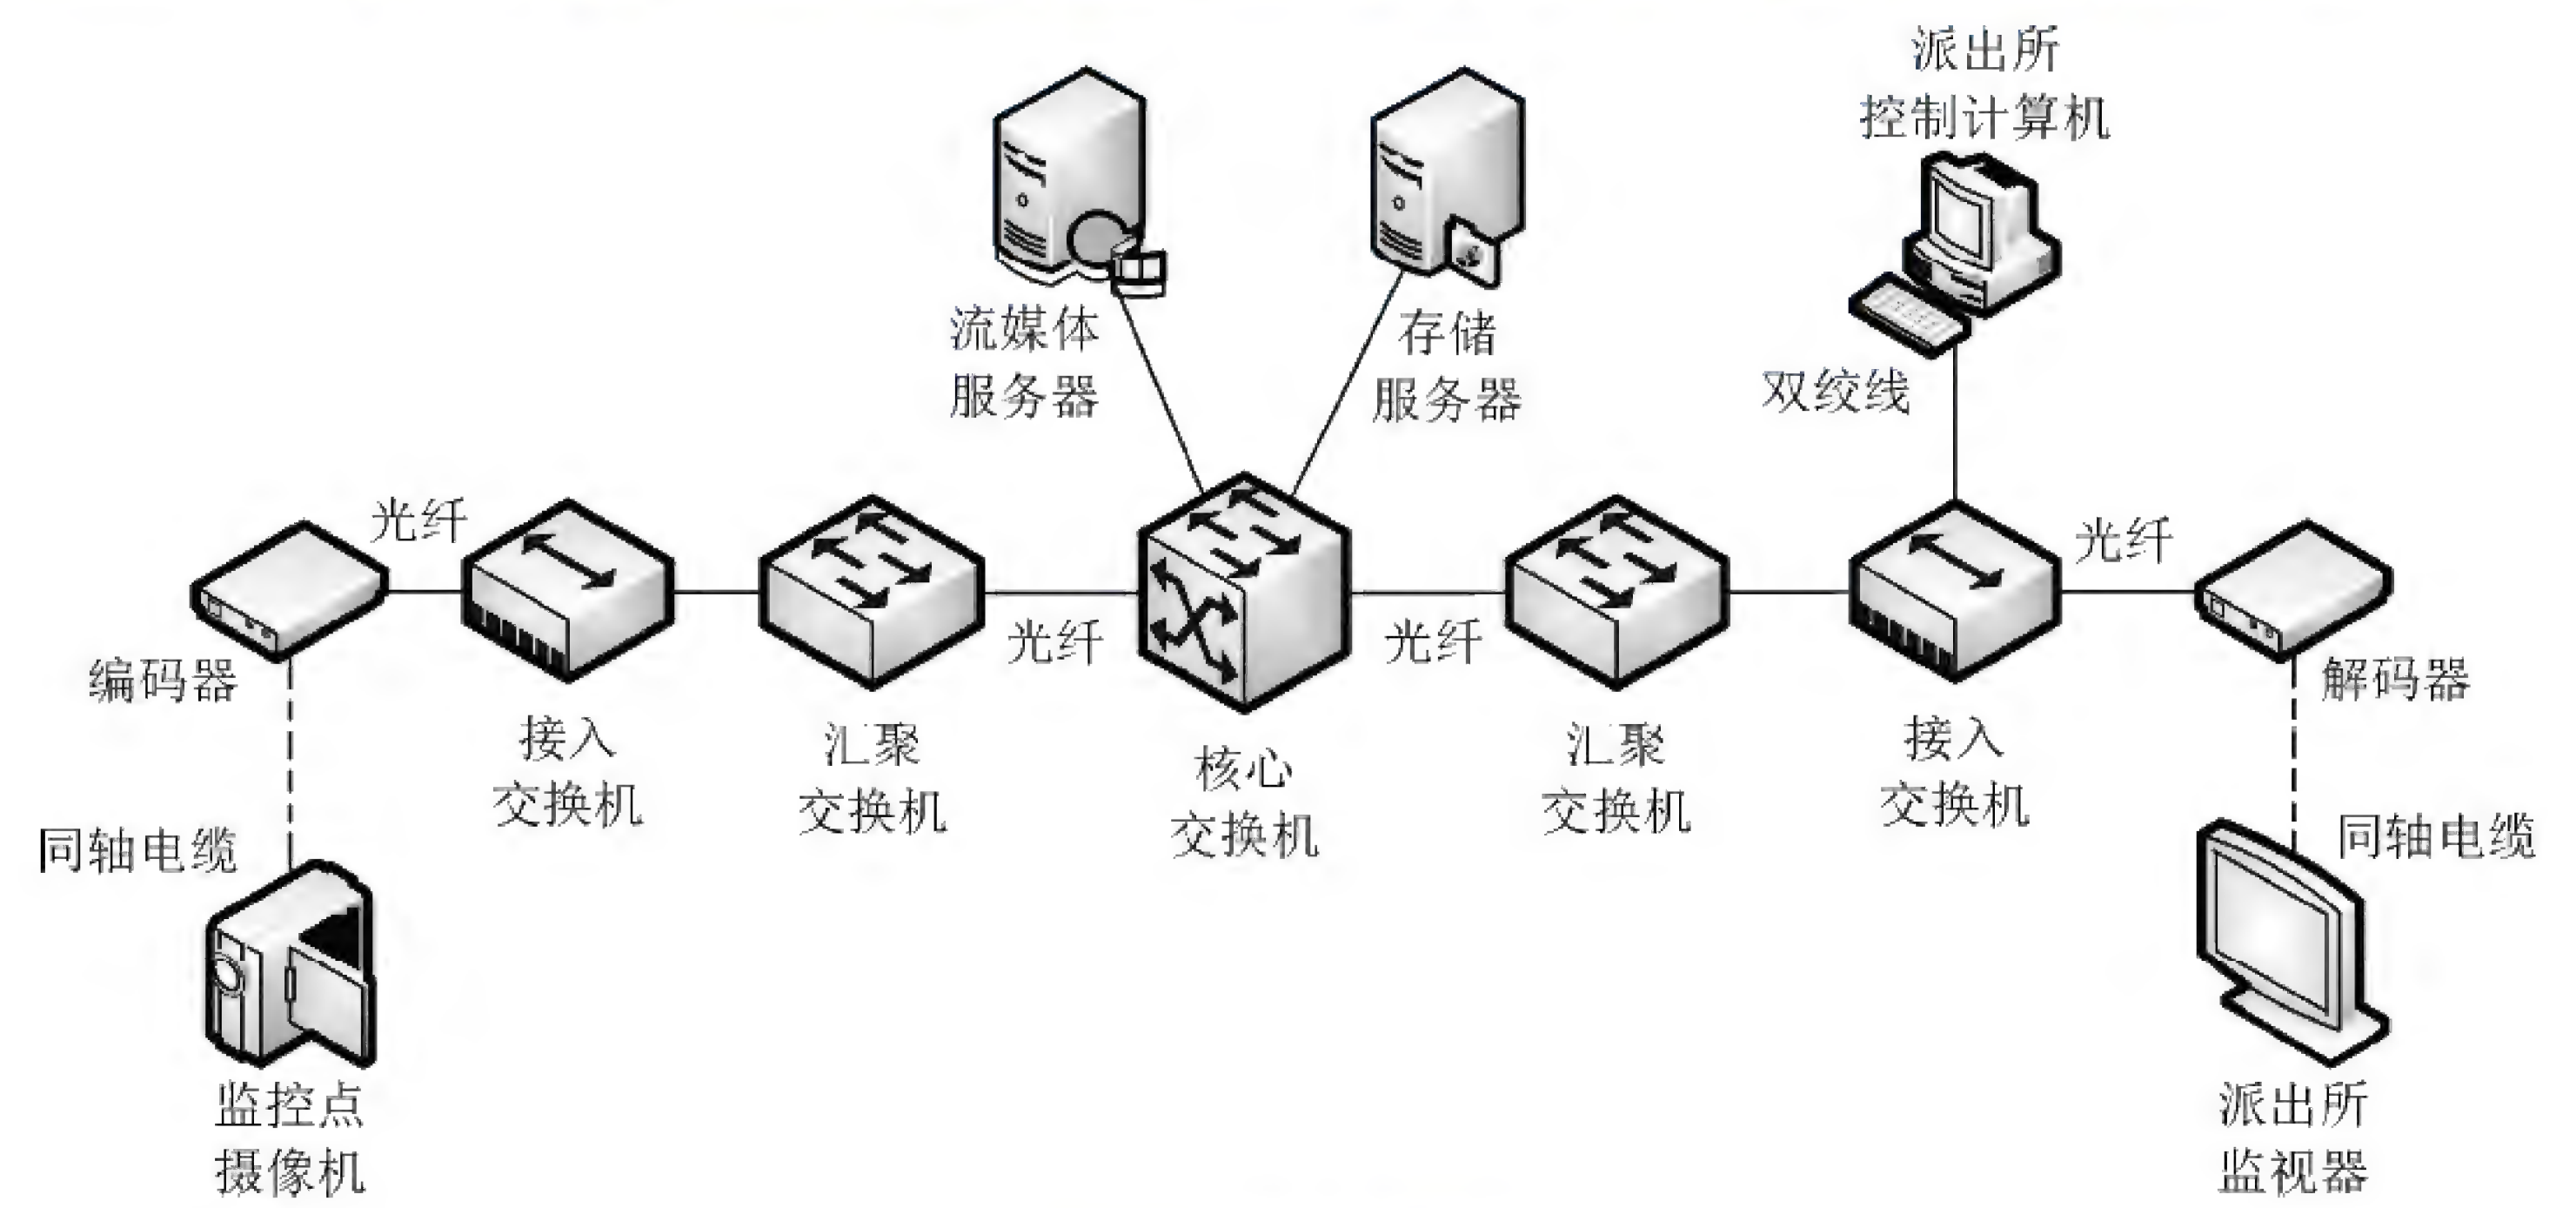 派出所
控制计算机
流媒体
服务器
存储
服务器
双绞线
光纤
光纤
光纤
光纤
编码器
解码器
接入
交换机
汇聚
交换机
核心
交换机
汇聚
交换机
接入
交换机
同轴电缆
同轴电缆
监控点
摄像机
派出所
监视器